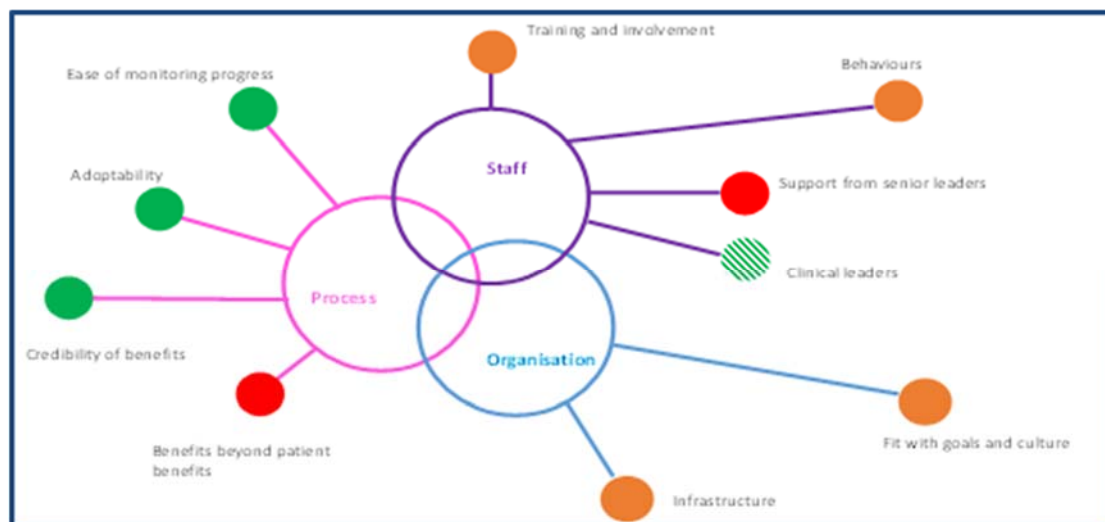 Training and involvement
Behaviours
Ease of monitoring progress
Staff
Adoptability
Support from senior leaders
Clinical leaders
Process
Credibility of benefits
Organisation
Fit with goals and culture
Benefits beyond patient
benefits
Infrastructure